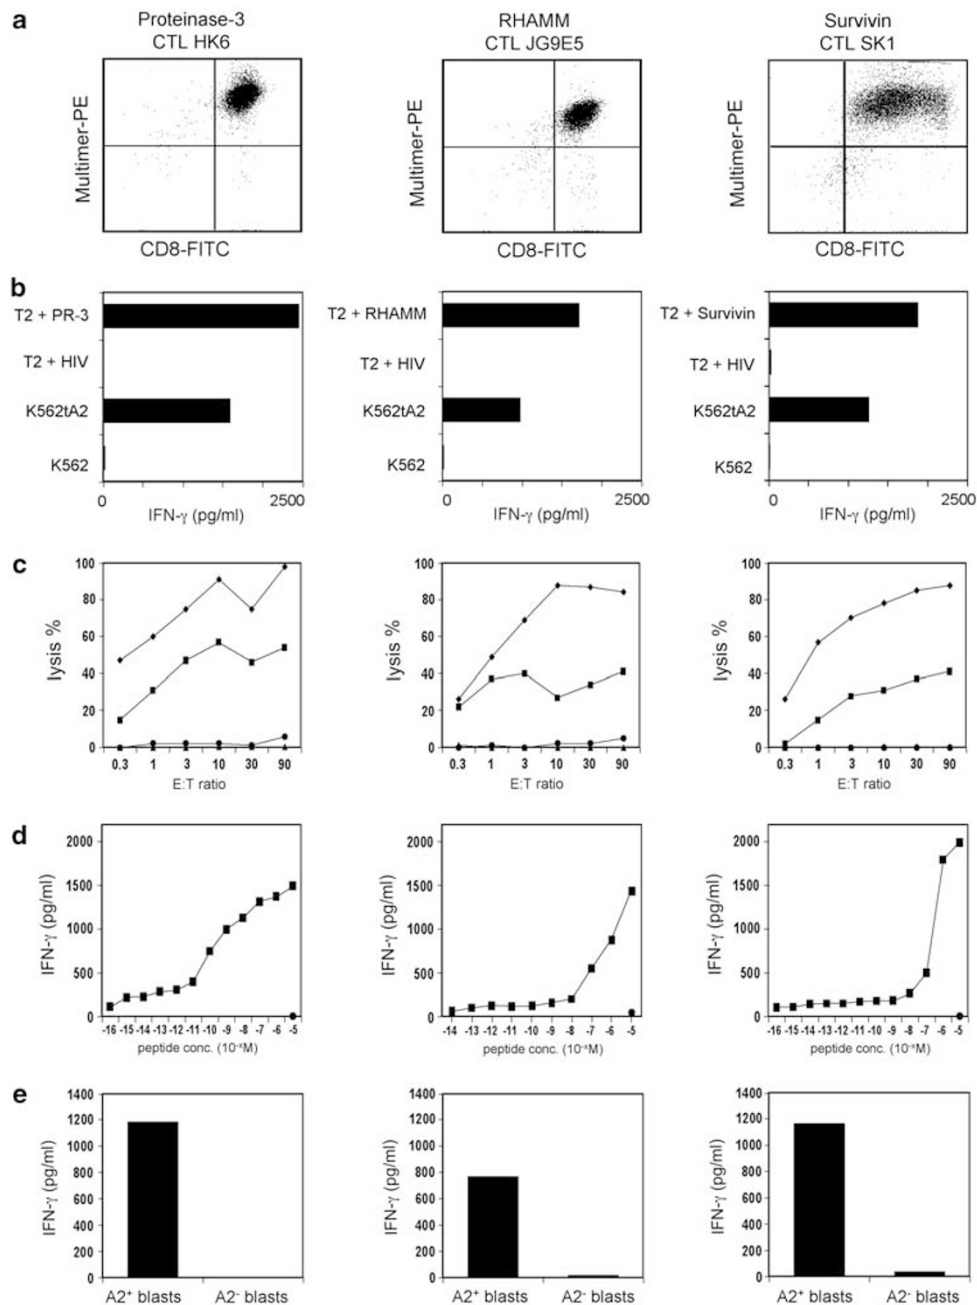 a
Proteinase-3
CTL HK6
RHAMM
CTL JG9E5
Survivin
CTL SK1
Multimer-PE
Multimer-PE
Multimer-PE
CD8-FITC
CD8-FITC
CD8-FITC
b
T2 + PR-3
T2 + HIV
K562tA2
K562
0
2500
IFN-γ (pg/ml)
T2 + RHAMM
T2 + HIV
K562tA2
K562
0
2500
IFN-γ (pg/ml)
T2 + Survivin
T2 + HIV
K562tA2
K562
0
2500
IFN-γ (pg/ml)
c
lysis %
100
80
60
40
20
0
0.3 1 3 10 30 90
E:T ratio
lysis %
100
80
60
40
20
0
0.3 1 3 10 30 90
E:T ratio
lysis %
100
80
60
40
20
0
0.3 1 3 10 30 90
E:T ratio
d
IFN-γ (pg/ml)
2000
1500
1000
500
0
-16 -15 -14 -13 -12 -11 -10 -9 -8 -7 -6 -5
peptide conc. (10⁻ˣM)
IFN-γ (pg/ml)
2000
1500
1000
500
0
-14 -13 -12 -11 -10 -9 -8 -7 -6 -5
peptide conc. (10⁻ˣM)
IFN-γ (pg/ml)
2000
1500
1000
500
0
-16 -15 -14 -13 -12 -11 -10 -9 -8 -7 -6 -5
peptide conc. (10⁻ˣM)
e
IFN-γ (pg/ml)
1400
1200
1000
800
600
400
200
0
A2⁺ blasts A2⁻ blasts
IFN-γ (pg/ml)
1400
1200
1000
800
600
400
200
0
A2⁺ blasts A2⁻ blasts
IFN-γ (pg/ml)
1400
1200
1000
800
600
400
200
0
A2⁺ blasts A2⁻ blasts